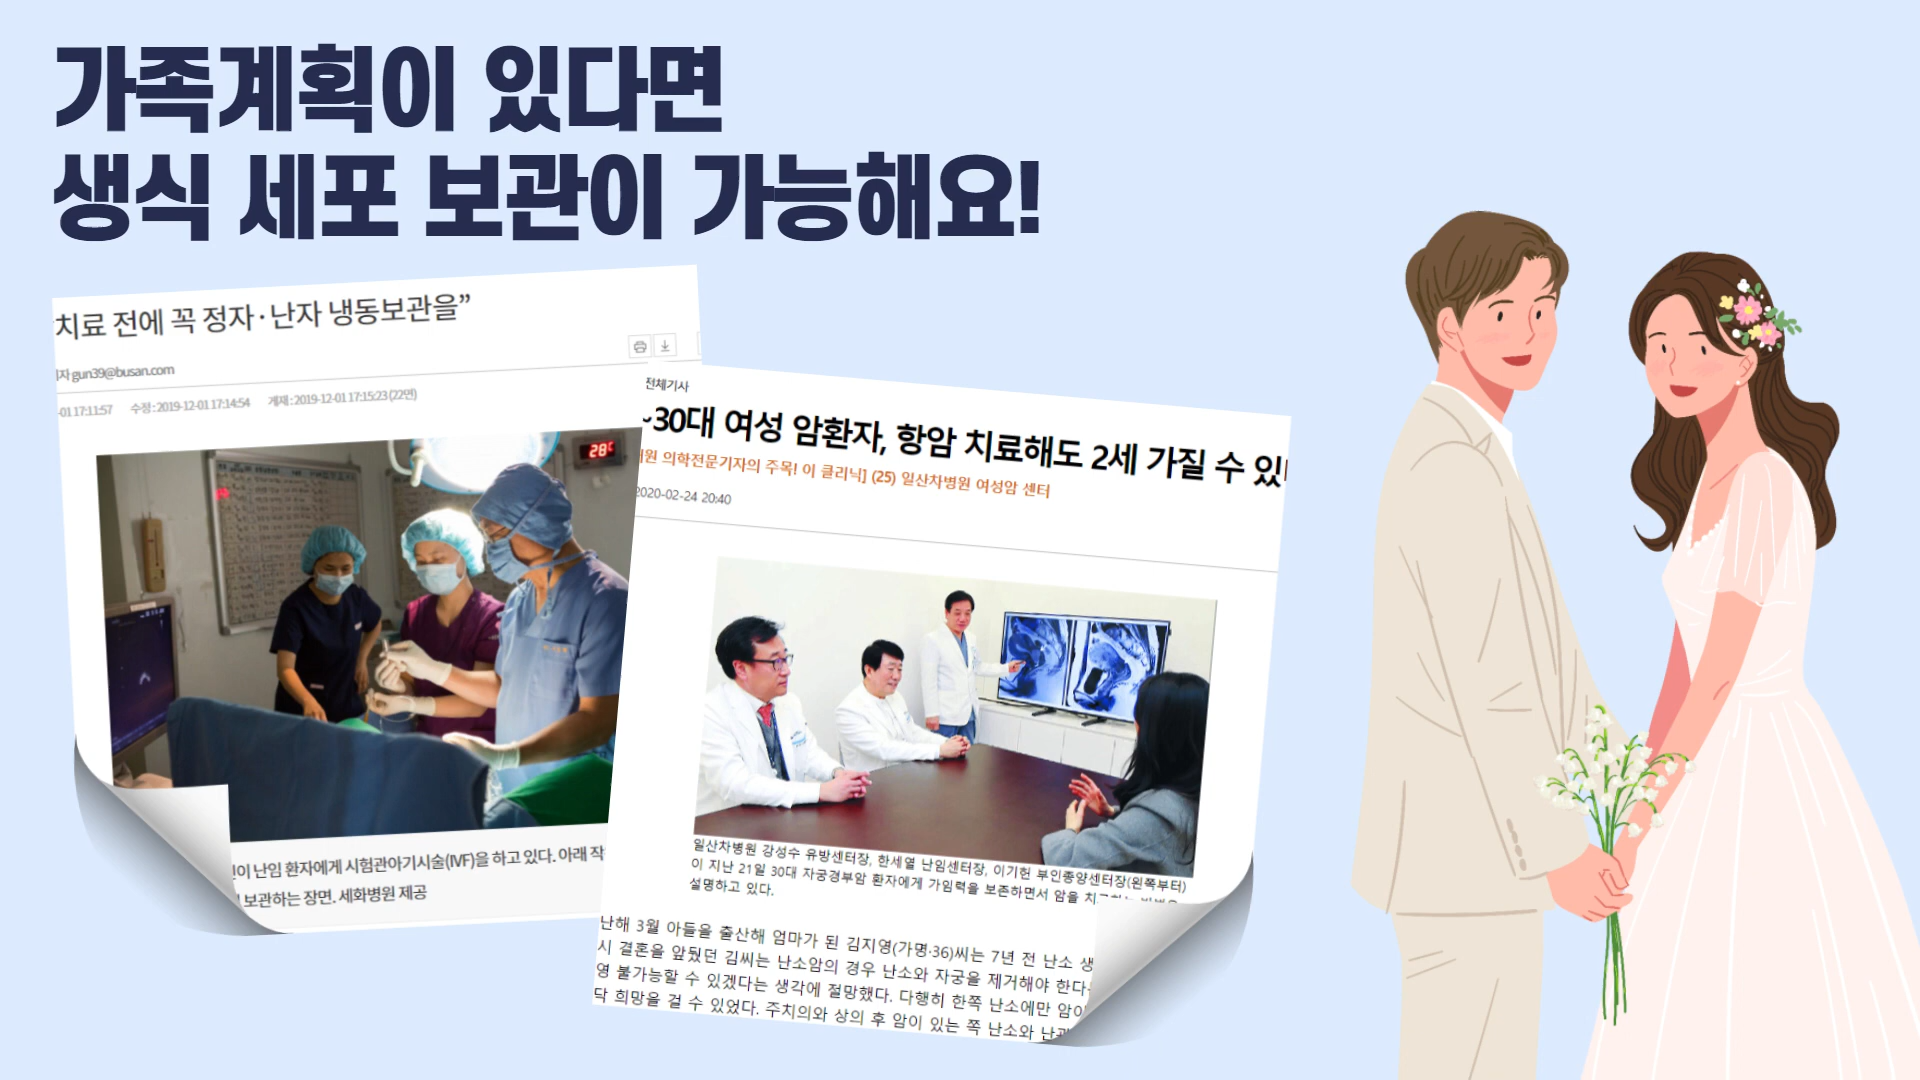 가족계획이 있다면
생식 세포 보관이 가능해요!
치료 전에 꼭 정자·난자 냉동보관을”
gun39@busan.com
-01 17:11:57 수정 : 2019-12-01 17:14:54 게재 : 2019-12-01 17:15:23 (22면)
28
난임 환자에게 시험관아기시술(IVF)을 하고 있다. 아래
보관하는 장면. 세화병원 제공
전체기사
~30대 여성 암환자, 항암 치료해도 2세 가질 수
의학전문기자의 주목! 이 클리닉] (25) 일산차병원 여성암 센터
2020-02-24 20:40
일산차병원 강성수 유방센터장, 한세열 난임센터장, 이기헌 부인종양센터장(왼쪽부터)
이 지난 21일 30대 자궁경부암 환자에게 가임력을 보존하면서 암을
설명하고 있다.
난해 3월 아들을 출산해 엄마가 된 김지영(가명·36)씨는 7년 전 난소
시 결혼을 앞뒀던 김씨는 난소암의 경우 난소와 자궁을 제거해야
영 불가능할 수 있겠다는 생각에 절망했다. 다행히 한쪽 난소에만
닥 희망을 걸 수 있었다. 주치의와 상의 후 암이 있는 쪽 난소와